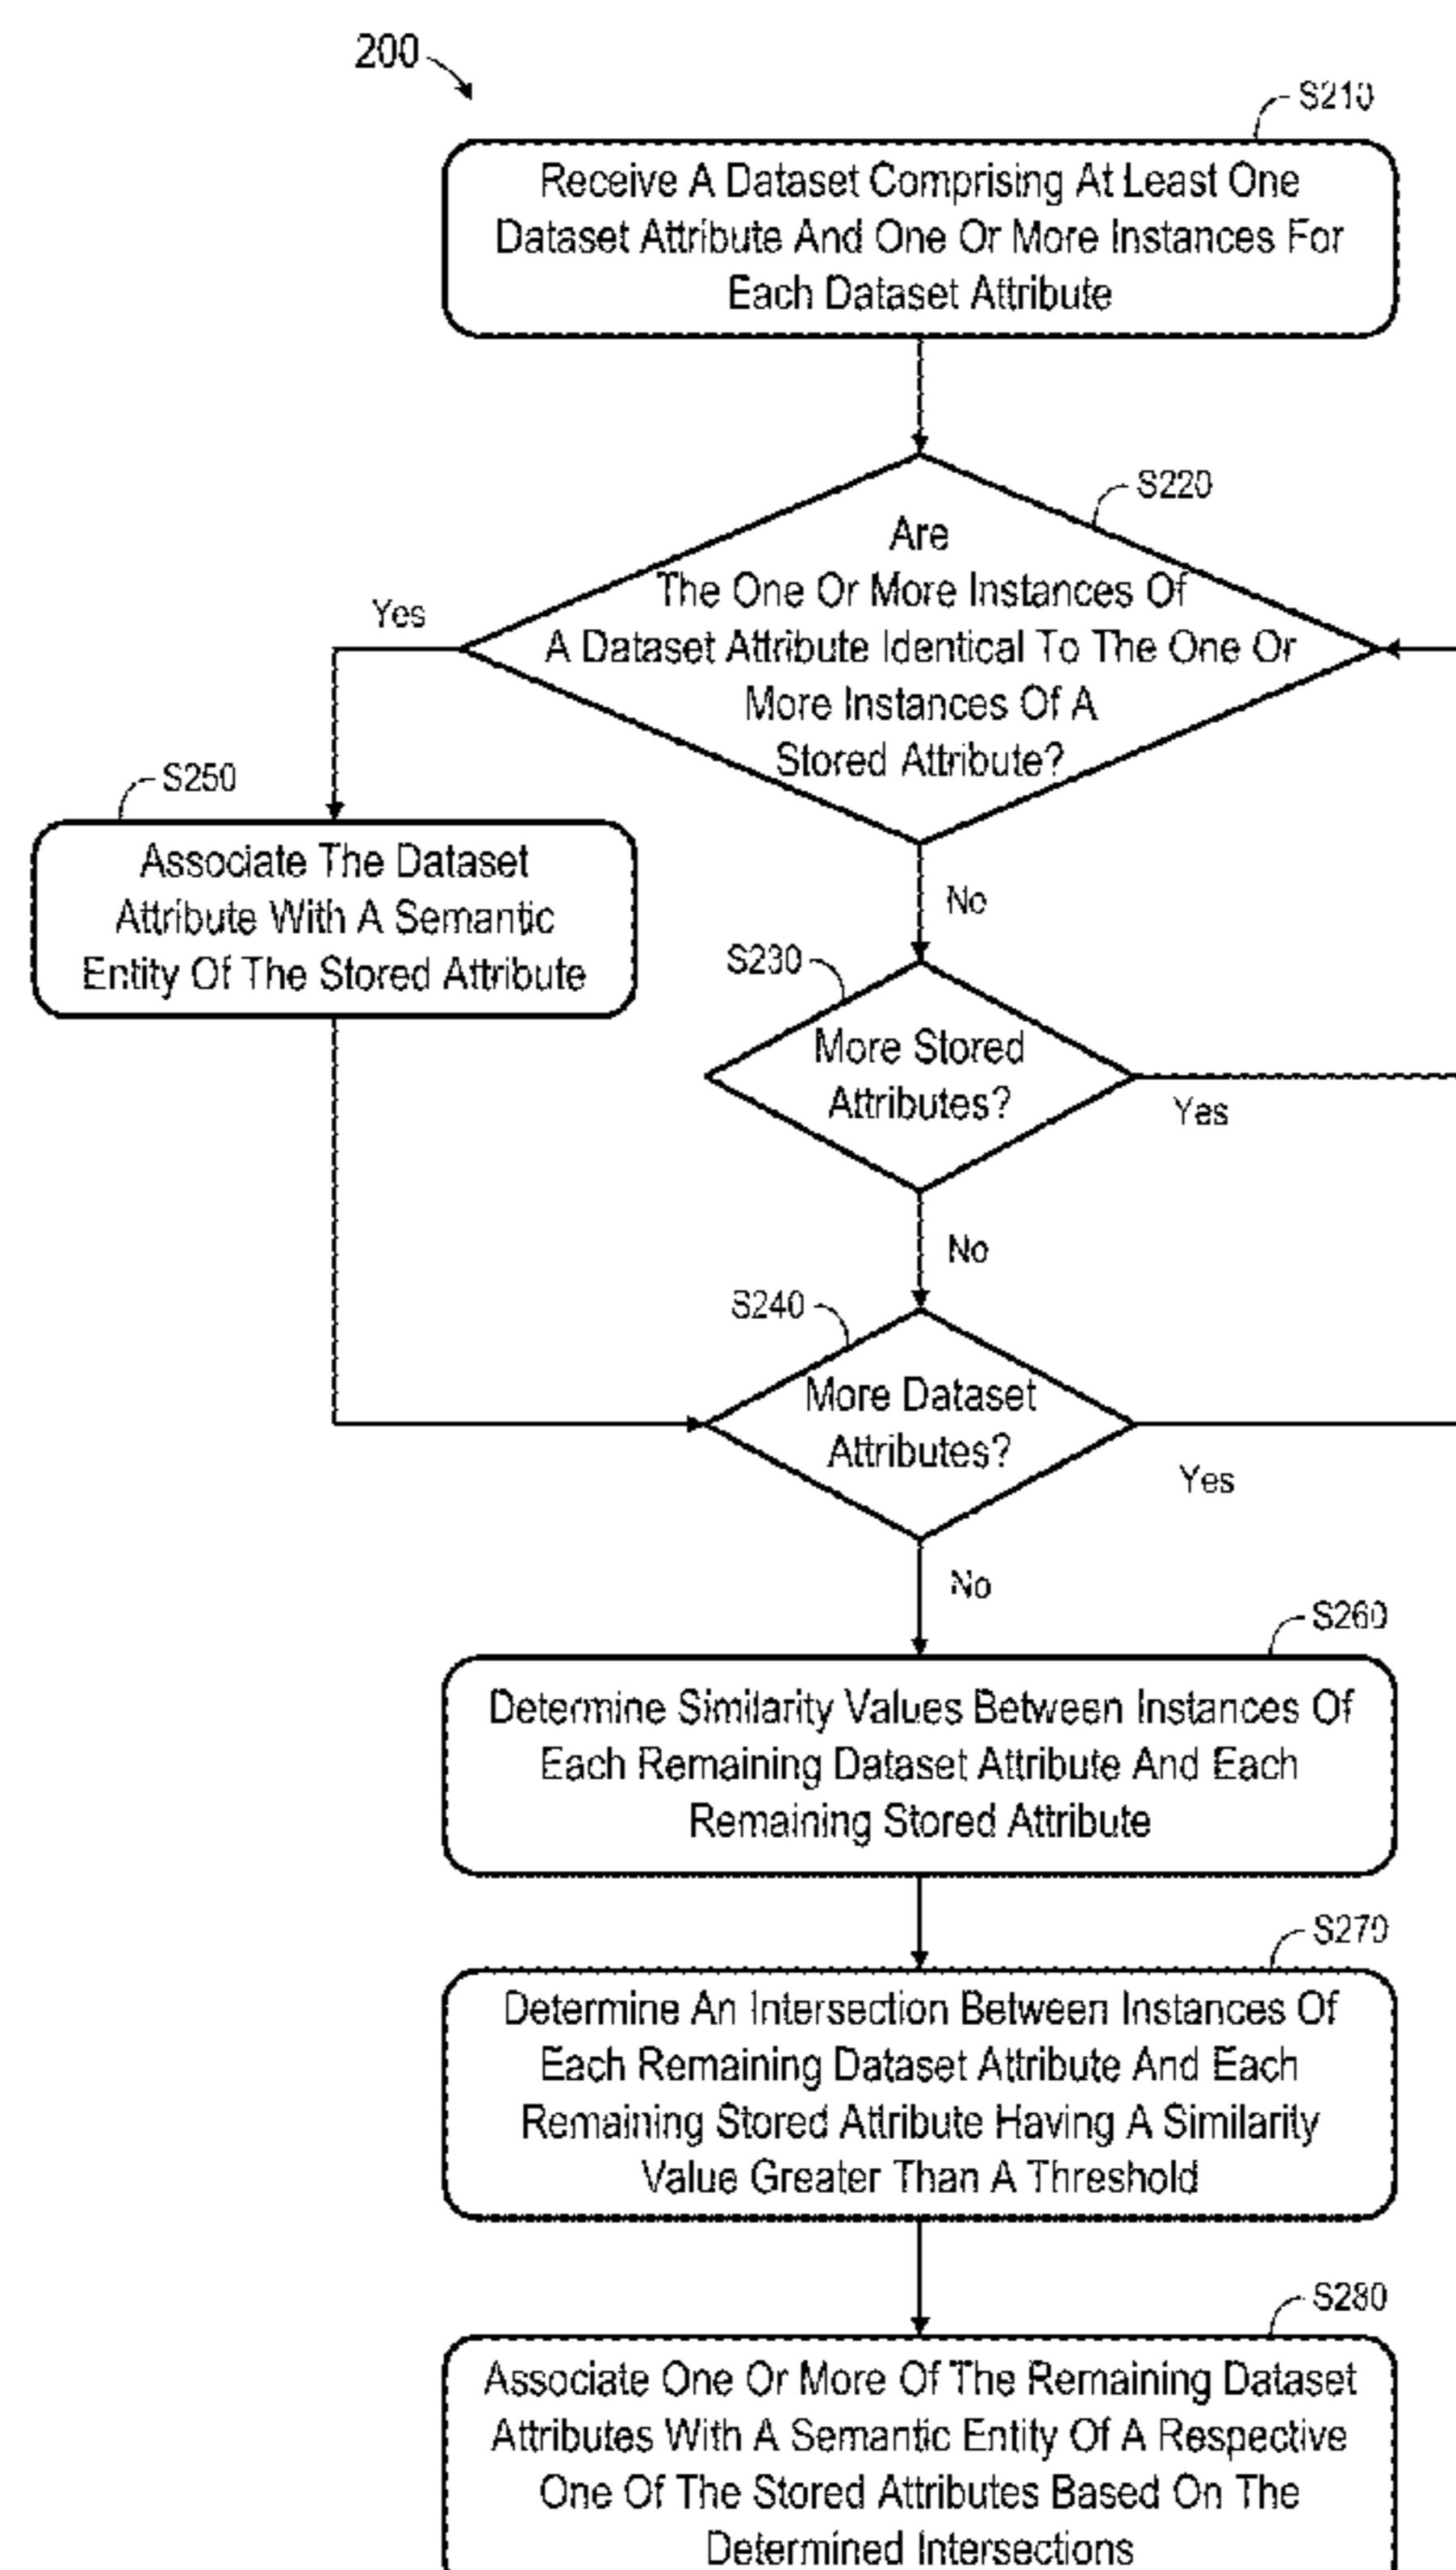 200
S210
Receive A Dataset Comprising At Least One
Dataset Attribute And One Or More Instances For
Each Dataset Attribute
S220
Are
The One Or More Instances Of
A Dataset Attribute Identical To The One Or
More Instances Of A
Stored Attribute?
Yes
S250
Associate The Dataset
Attribute With A Semantic
Entity Of The Stored Attribute
No
S230
More Stored
Attributes?
Yes
No
S240
More Dataset
Attributes?
Yes
No
S260
Determine Similarity Values Between Instances Of
Each Remaining Dataset Attribute And Each
Remaining Stored Attribute
S270
Determine An Intersection Between Instances Of
Each Remaining Dataset Attribute And Each
Remaining Stored Attribute Having A Similarity
Value Greater Than A Threshold
S280
Associate One Or More Of The Remaining Dataset
Attributes With A Semantic Entity Of A Respective
One Of The Stored Attributes Based On The
Determined Intersections